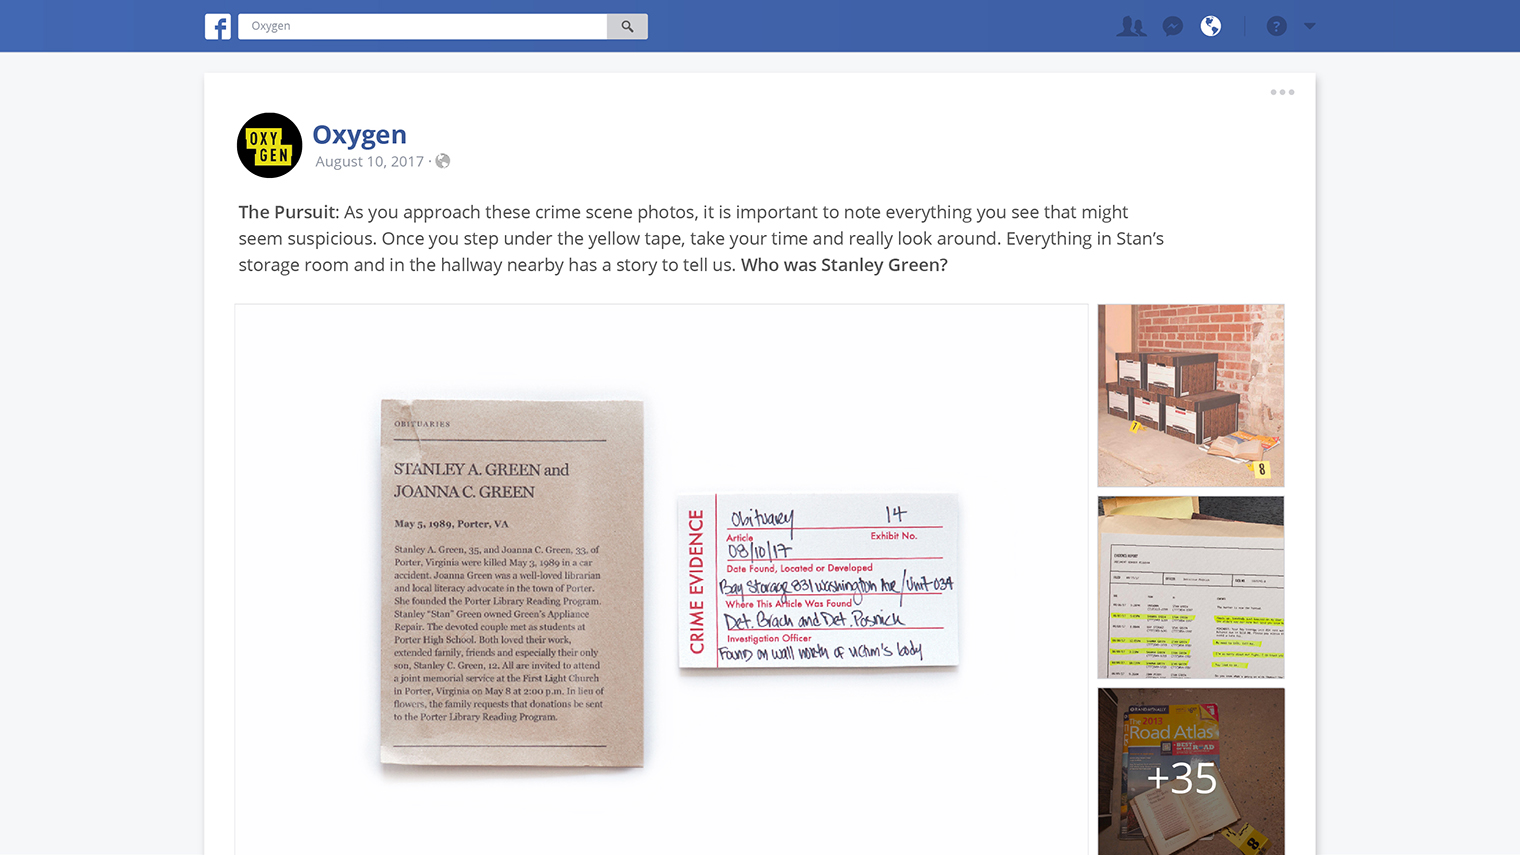 Oxygen
?
OXY
GEN
Oxygen
August 10, 2017 ·
The Pursuit: As you approach these crime scene photos, it is important to note everything you see that might
seem suspicious. Once you step under the yellow tape, take your time and really look around. Everything in Stan's
storage room and in the hallway nearby has a story to tell us. Who was Stanley Green?
OBITUARIES
STANLEY A. GREEN and
JOANNA C. GREEN
May 5, 1989, Porter, VA
Stanley A. Green, 35, and Joanna C. Green, 33, of
Porter, Virginia were killed May 3, 1989 in a car
accident. Joanna Green was a well-loved librarian
and local literacy advocate in the town of Porter.
She founded the Porter Library Reading Program.
Stanley "Stan" Green owned Green's Appliance
Repair. The devoted couple met as students at
Porter High School. Both loved their work,
extended family, friends and especially their only
son, Stanley C. Green, 12. All are invited to attend
a joint memorial service at the First Light Church
in Porter, Virginia on May 8 at 2:00 p.m. In lieu of
flowers, the family requests that donations be sent
to the Porter Library Reading Program.
CRIME EVIDENCE
Obituary 14
Article Exhibit No.
08/10/17
Date Found, Located or Developed
Bay Storage 831 Washington Ave/Unit 034
Where This Article Was Found
Det. Brach and Det. Posnick
Investigation Officer
Found on wall north of victim's body
7
8
EVIDENCE REPORT
RAND MCNALLY
The 2013
Road Atlas
BEST OF THE ROAD
+35
8